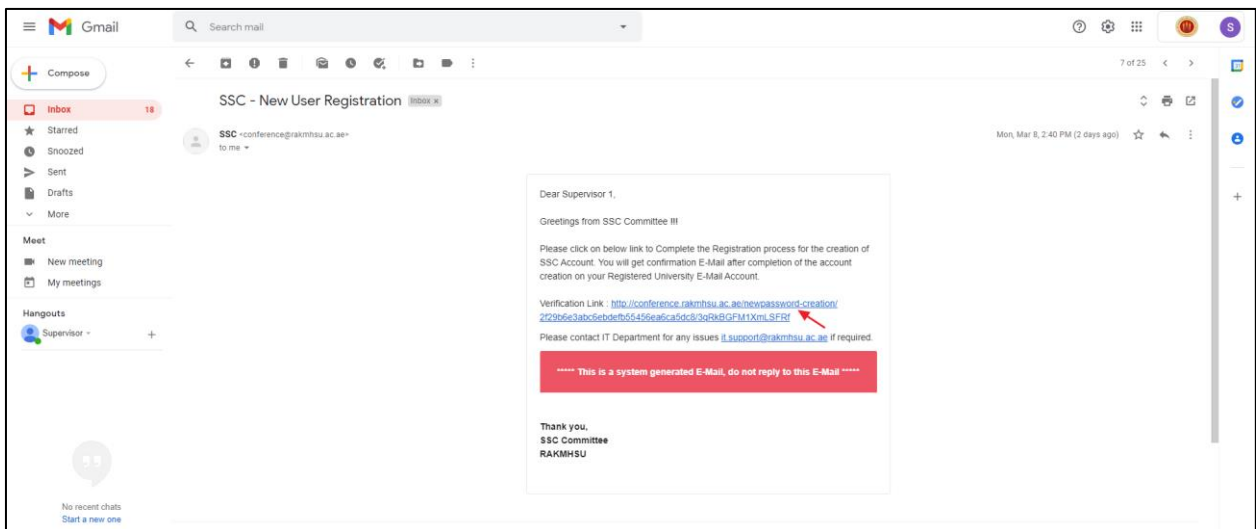 Gmail
Search mail
S
Compose
7 of 25
Inbox 18
Starred
Snoozed
Sent
Drafts
More
Meet
New meeting
My meetings
Hangouts
Supervisor
No recent chats
Start a new one
SSC - New User Registration Inbox x
SSC <conference@rakmhsu.ac.ae>
to me
Mon, Mar 8, 2:40 PM (2 days ago)
Dear Supervisor 1,
Greetings from SSC Committee !!!!
Please click on below link to Complete the Registration process for the creation of
SSC Account. You will get confirmation E-Mail after completion of the account
creation on your Registered University E-Mail Account.
Verification Link : http://conference.rakmhsu.ac.ae/newpassword-creation/
2f29b6e3abc6ebdefb55456ea6ca5dc8/3qRkBGFM1XmLSFRf
Please contact IT Department for any issues it.support@rakmhsu.ac.ae if required.
***** This is a system generated E-Mail, do not reply to this E-Mail *****
Thank you,
SSC Committee
RAKMHSU